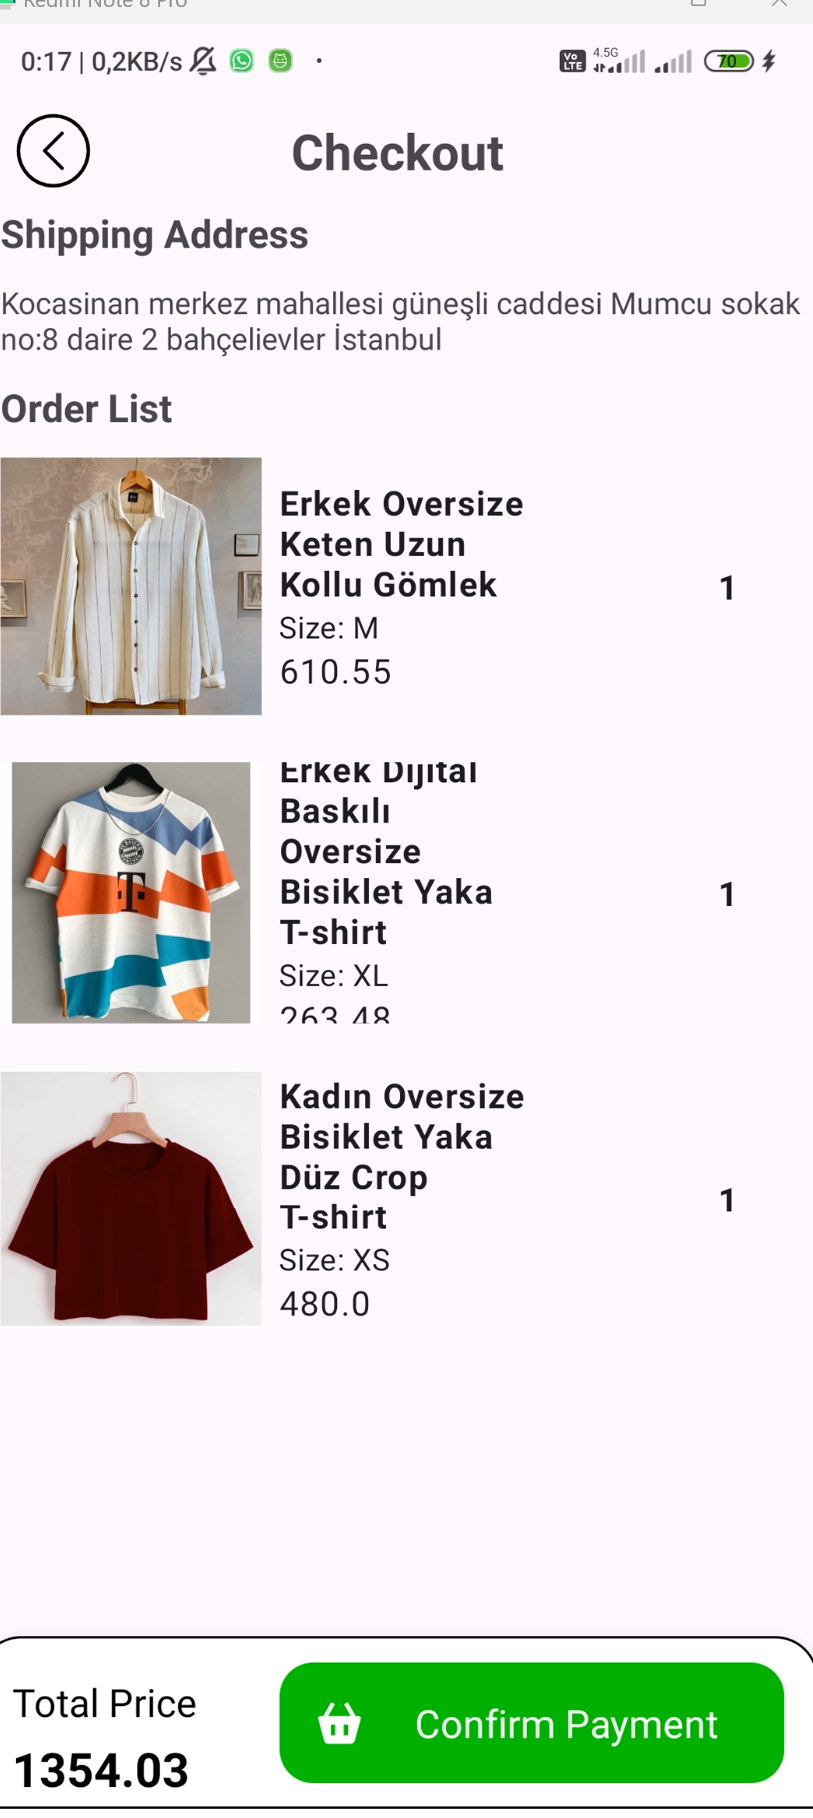 Redmi Note 8 Pro
0:17 | 0,2KB/s
Vo LTE
4.5G
70
Checkout
Shipping Address
Kocasinan merkez mahallesi güneşli caddesi Mumcu sokak
no:8 daire 2 bahçelievler İstanbul
Order List
Erkek Oversize
Keten Uzun
Kollu Gömlek
Size: M
610.55
1
Erkek Dijital
Baskılı
Oversize
Bisiklet Yaka
T-shirt
Size: XL
263.48
1
T
Kadın Oversize
Bisiklet Yaka
Düz Crop
T-shirt
Size: XS
480.0
1
Total Price
1354.03
Confirm Payment